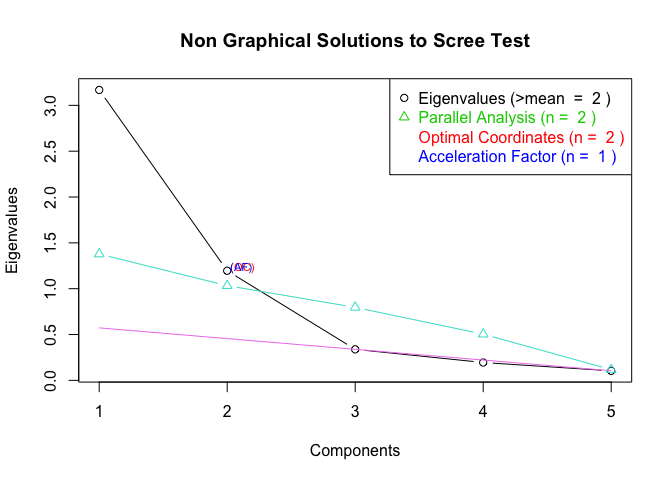 Non Graphical Solutions to Scree Test
Eigenvalues (>mean = 2 )
Parallel Analysis (n = 2 )
Optimal Coordinates (n = 2 )
Acceleration Factor (n = 1 )
Eigenvalues
3.0
2.5
2.0
1.5
1.0
0.5
0.0
1 2 3 4 5
Components